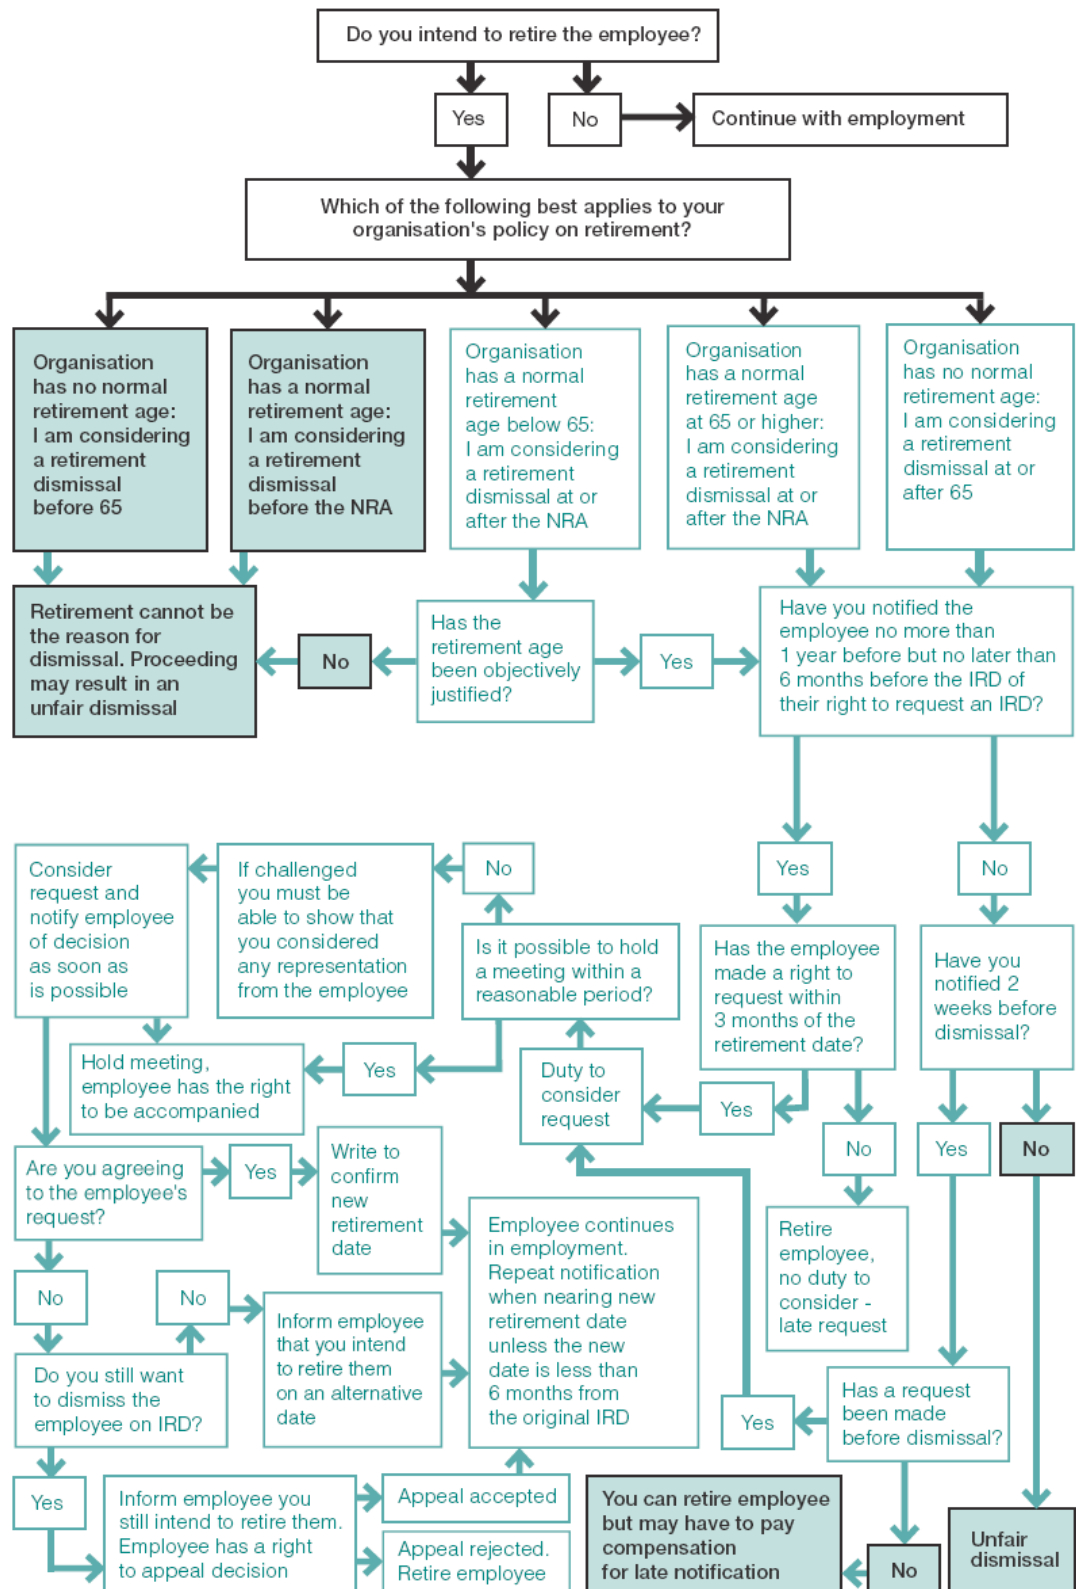 Do you intend to retire the employee?
Yes
No
Continue with employment
Which of the following best applies to your
organisation's policy on retirement?
Organisation
has no normal
retirement age:
I am considering
a retirement
dismissal
before 65
Organisation
has a normal
retirement age:
I am considering
a retirement
dismissal
before the NRA
Organisation
has a normal
retirement
age below 65:
I am considering
a retirement
dismissal at or
after the NRA
Organisation
has a normal
retirement age
at 65 or higher:
I am considering
a retirement
dismissal at or
after the NRA
Organisation
has no normal
retirement age:
I am considering
a retirement
dismissal at or
after 65
Retirement cannot be
the reason for
dismissal. Proceeding
may result in an
unfair dismissal
No
Has the
retirement age
been objectively
justified?
Yes
Have you notified the
employee no more than
1 year before but no later than
6 months before the IRD of
their right to request an IRD?
Consider
request and
notify employee
of decision
as soon as
is possible
If challenged
you must be
able to show that
you considered
any representation
from the employee
No
Yes
No
Is it possible to hold
a meeting within a
reasonable period?
Has the employee
made a right to
request within
3 months of the
retirement date?
Have you
notified 2
weeks before
dismissal?
Hold meeting,
employee has the right
to be accompanied
Yes
Duty to
consider
request
Yes
No
Yes
No
Are you agreeing
to the employee's
request?
Yes
Write to
confirm
new
retirement
date
Employee continues
in employment.
Repeat notification
when nearing new
retirement date
unless the new
date is less than
6 months from
the original IRD
Retire
employee,
no duty to
consider -
late request
No
No
Inform employee
that you intend
to retire them
on an alternative
date
Do you still want
to dismiss the
employee on IRD?
Yes
Has a request
been made
before dismissal?
Yes
Inform employee you
still intend to retire them.
Employee has a right
to appeal decision
Appeal accepted
Appeal rejected.
Retire employee
You can retire employee
but may have to pay
compensation
for late notification
No
Unfair
dismissal